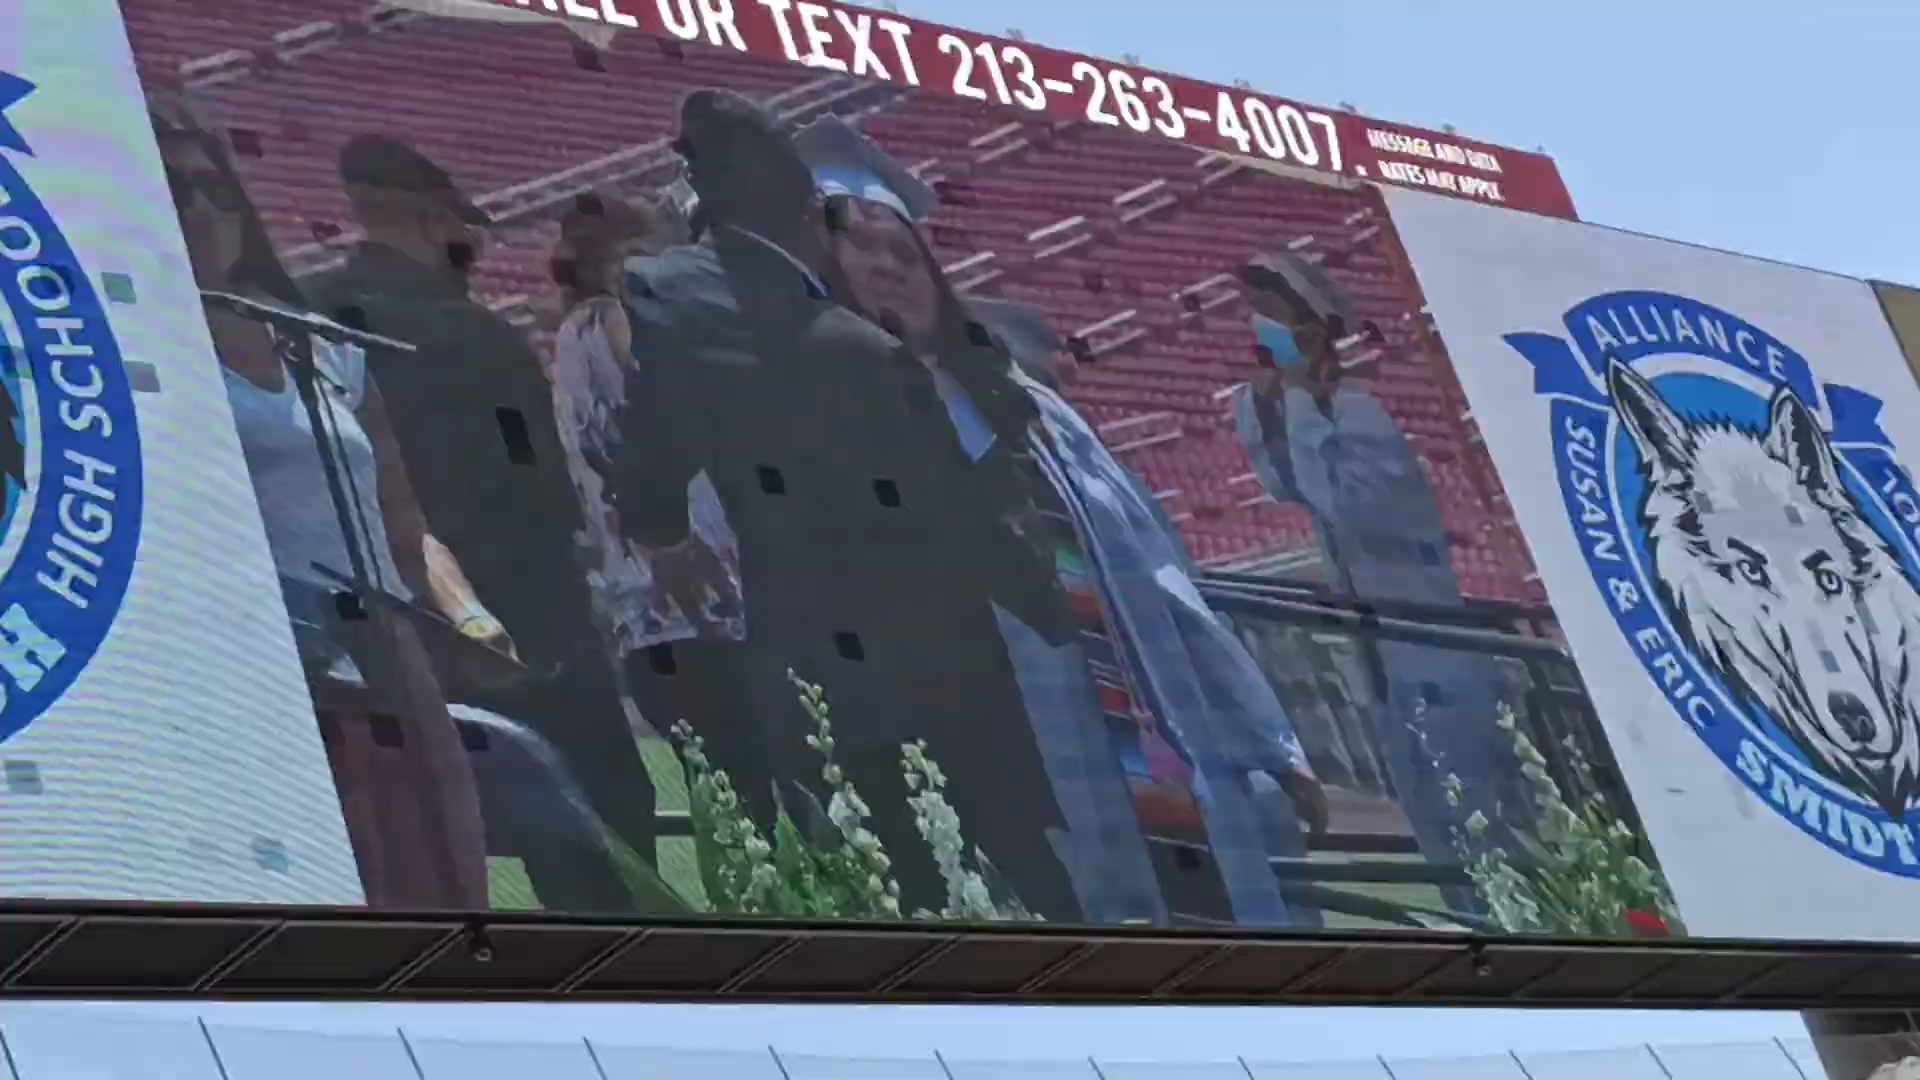 OR TEXT 213-263-4007.
MESSAGE AND DATA
RATES MAY APPLY
HIGH SCHOOL
ALLIANCE
SUSAN & ERIC SMIDT